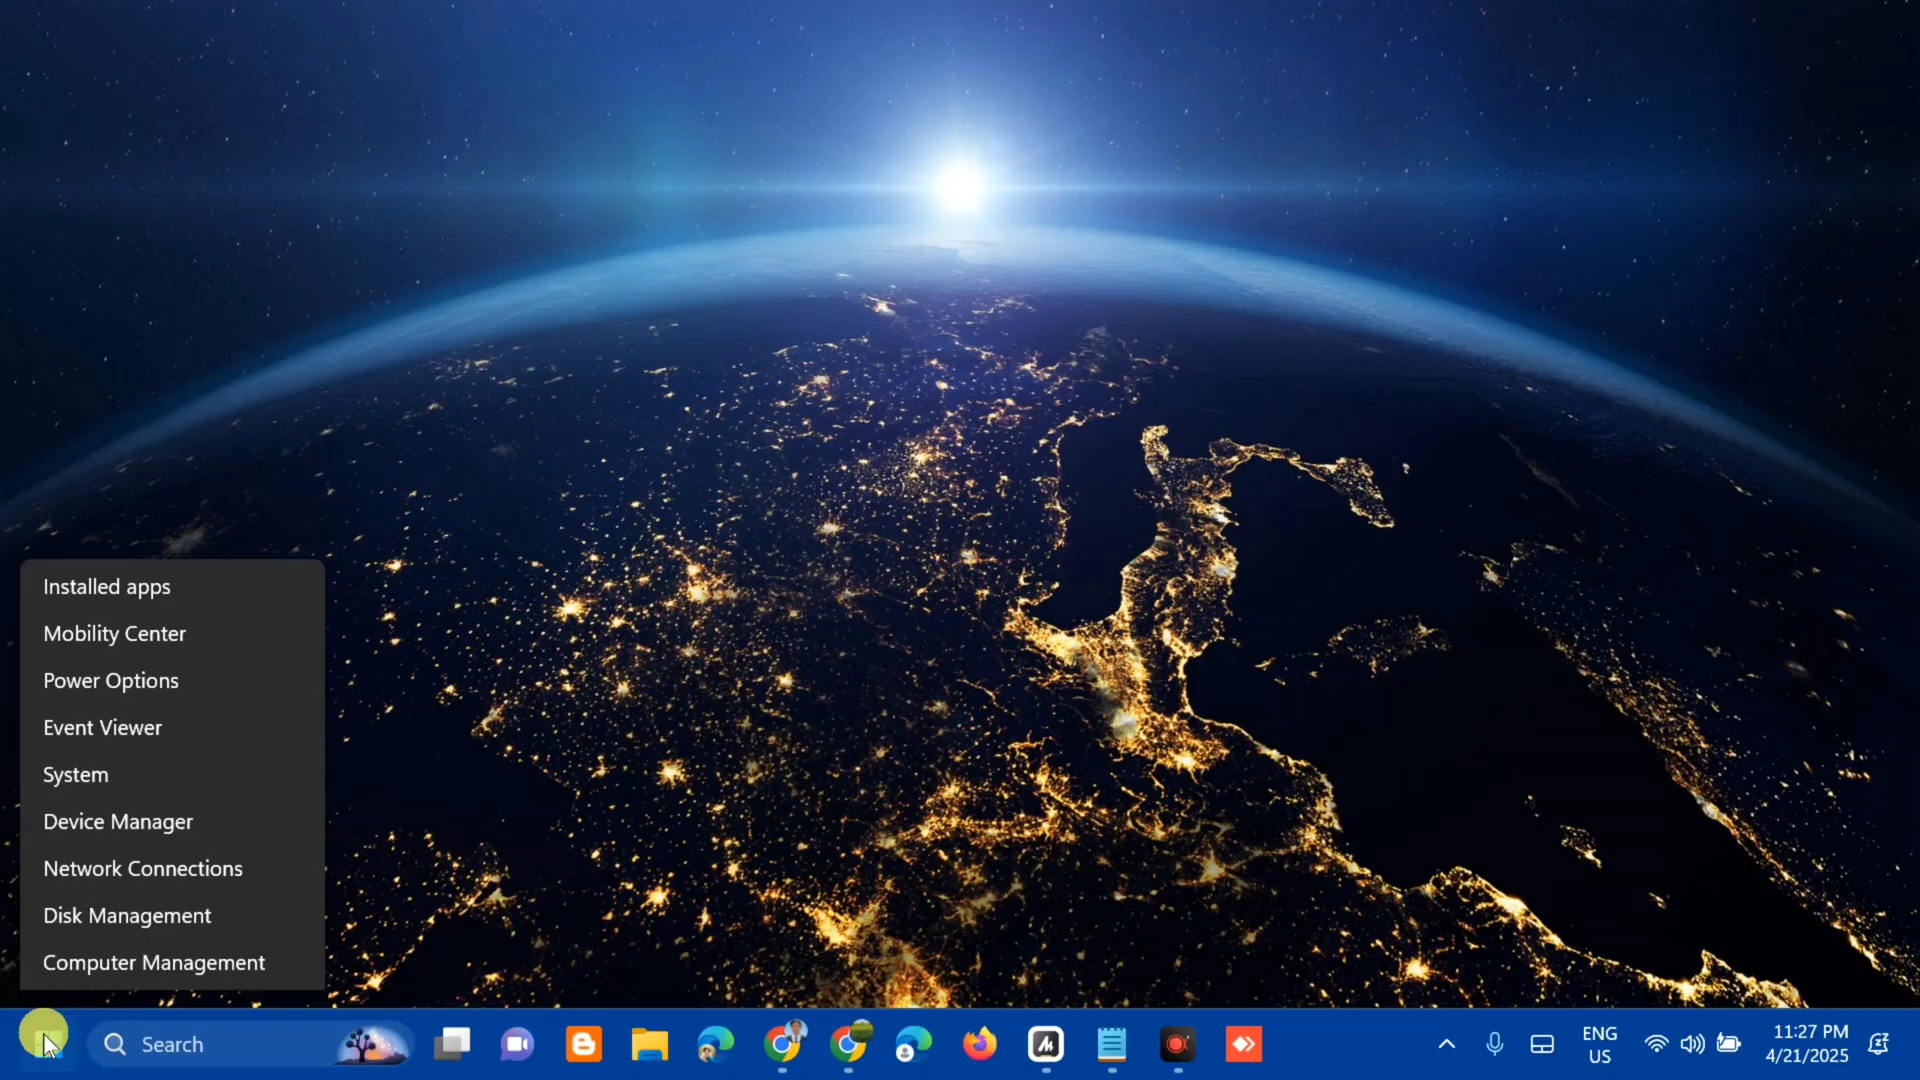 Installed apps
Mobility Center
Power Options
Event Viewer
System
Device Manager
Network Connections
Disk Management
Computer Management
Search
ENG
US
11:27 PM
4/21/2025